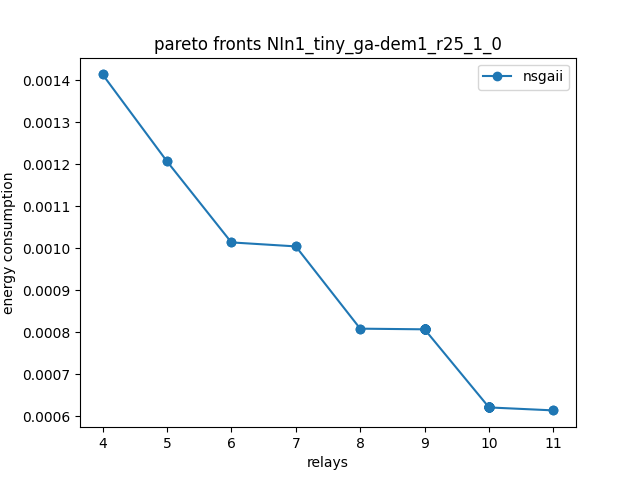 pareto fronts NIn1_tiny_ga-dem1_r25_1_0
nsgaii
energy consumption
0.0014
0.0013
0.0012
0.0011
0.0010
0.0009
0.0008
0.0007
0.0006
4 5 6 7 8 9 10 11
relays